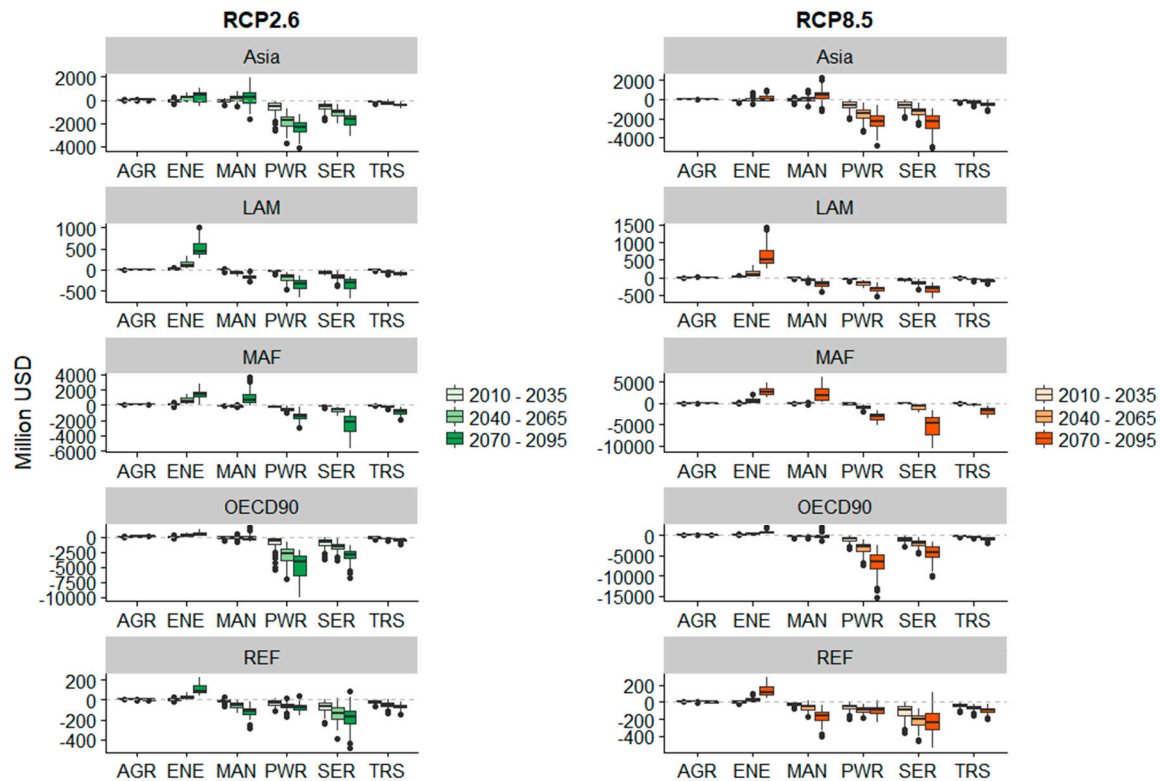 RCP2.6
RCP8.5
Million USD
Asia
2000
0
-2000
-4000
AGR ENE MAN PWR SER TRS
LAM
1000
500
0
-500
AGR ENE MAN PWR SER TRS
MAF
4000
2000
0
-2000
-4000
-6000
AGR ENE MAN PWR SER TRS
OECD90
0
-2500
-5000
-7500
-10000
AGR ENE MAN PWR SER TRS
REF
200
0
-200
-400
AGR ENE MAN PWR SER TRS
2010 - 2035
2040 - 2065
2070 - 2095
Asia
2000
0
-2000
-4000
AGR ENE MAN PWR SER TRS
LAM
1500
1000
500
0
-500
AGR ENE MAN PWR SER TRS
MAF
5000
0
-5000
-10000
AGR ENE MAN PWR SER TRS
OECD90
0
-5000
-10000
-15000
AGR ENE MAN PWR SER TRS
REF
200
0
-200
-400
AGR ENE MAN PWR SER TRS
2010 - 2035
2040 - 2065
2070 - 2095